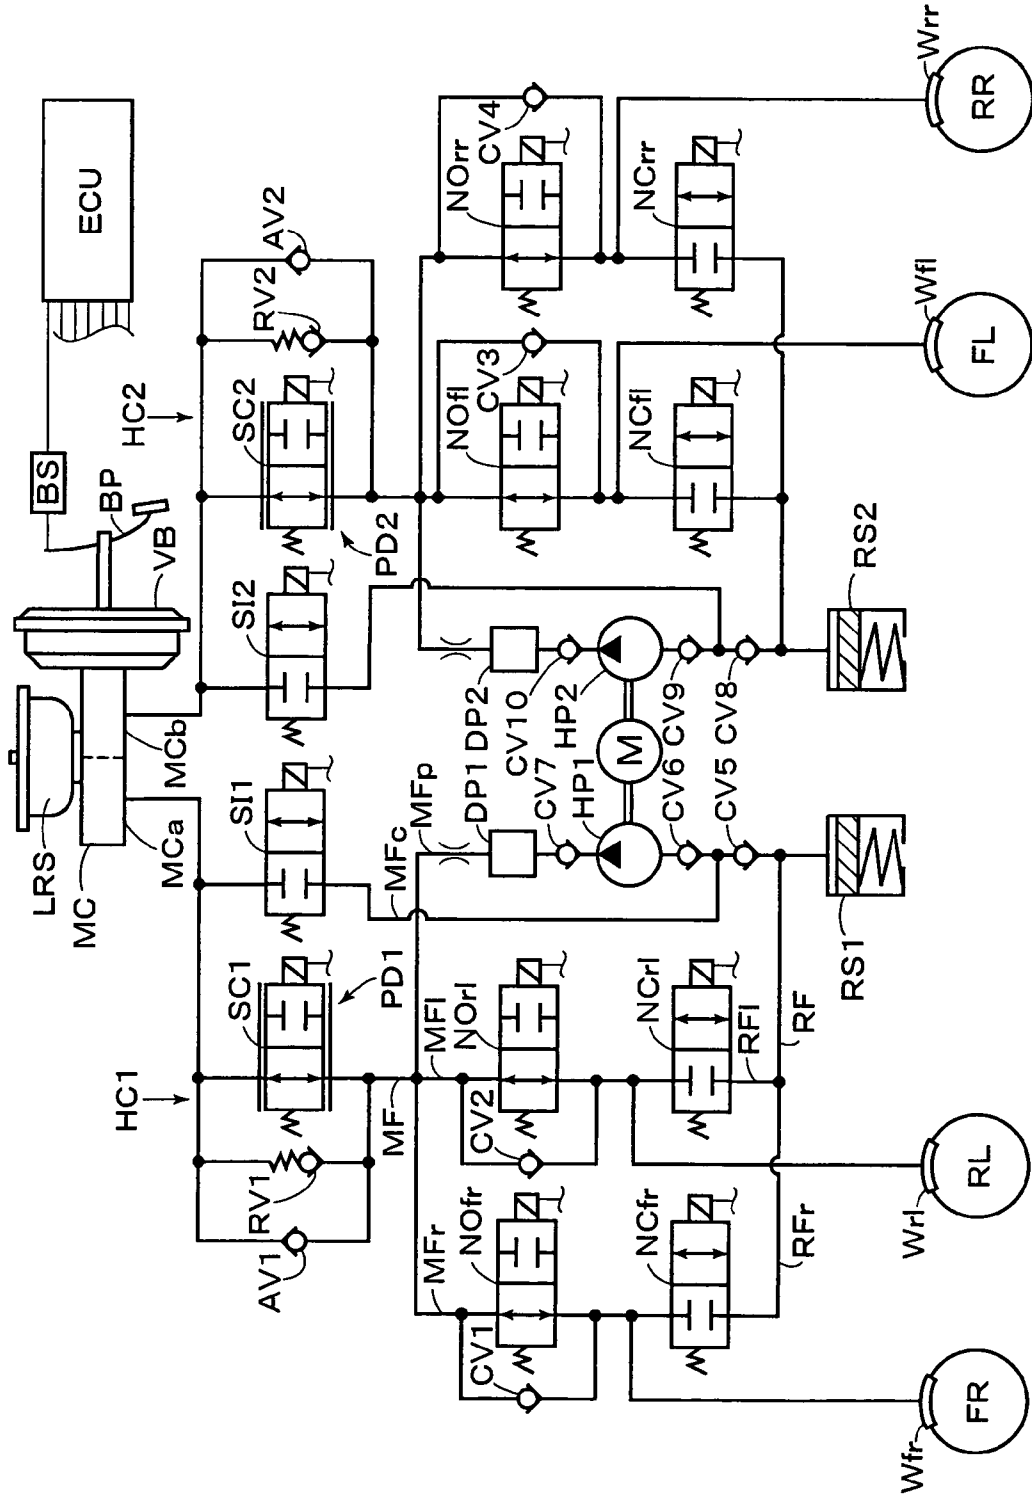 ECU
BS
BP
VB
LRS
MC
MCa
MCb
HC1
HC2
SC1
SI1
SI2
SC2
RV2
AV2
AV1
RV1
PD1
PD2
MF
MFr
MFl
MFc
MFp
CV1
NOfr
CV2
NOrl
NOfl
CV3
NOrr
CV4
DP1
DP2
CV7
CV10
HP1
HP2
M
CV6
CV9
CV5
CV8
NCfr
NCrl
NCfl
NCrr
RFr
RFl
RF
RS1
RS2
Wfr
FR
Wrl
RL
Wfl
FL
Wrr
RR